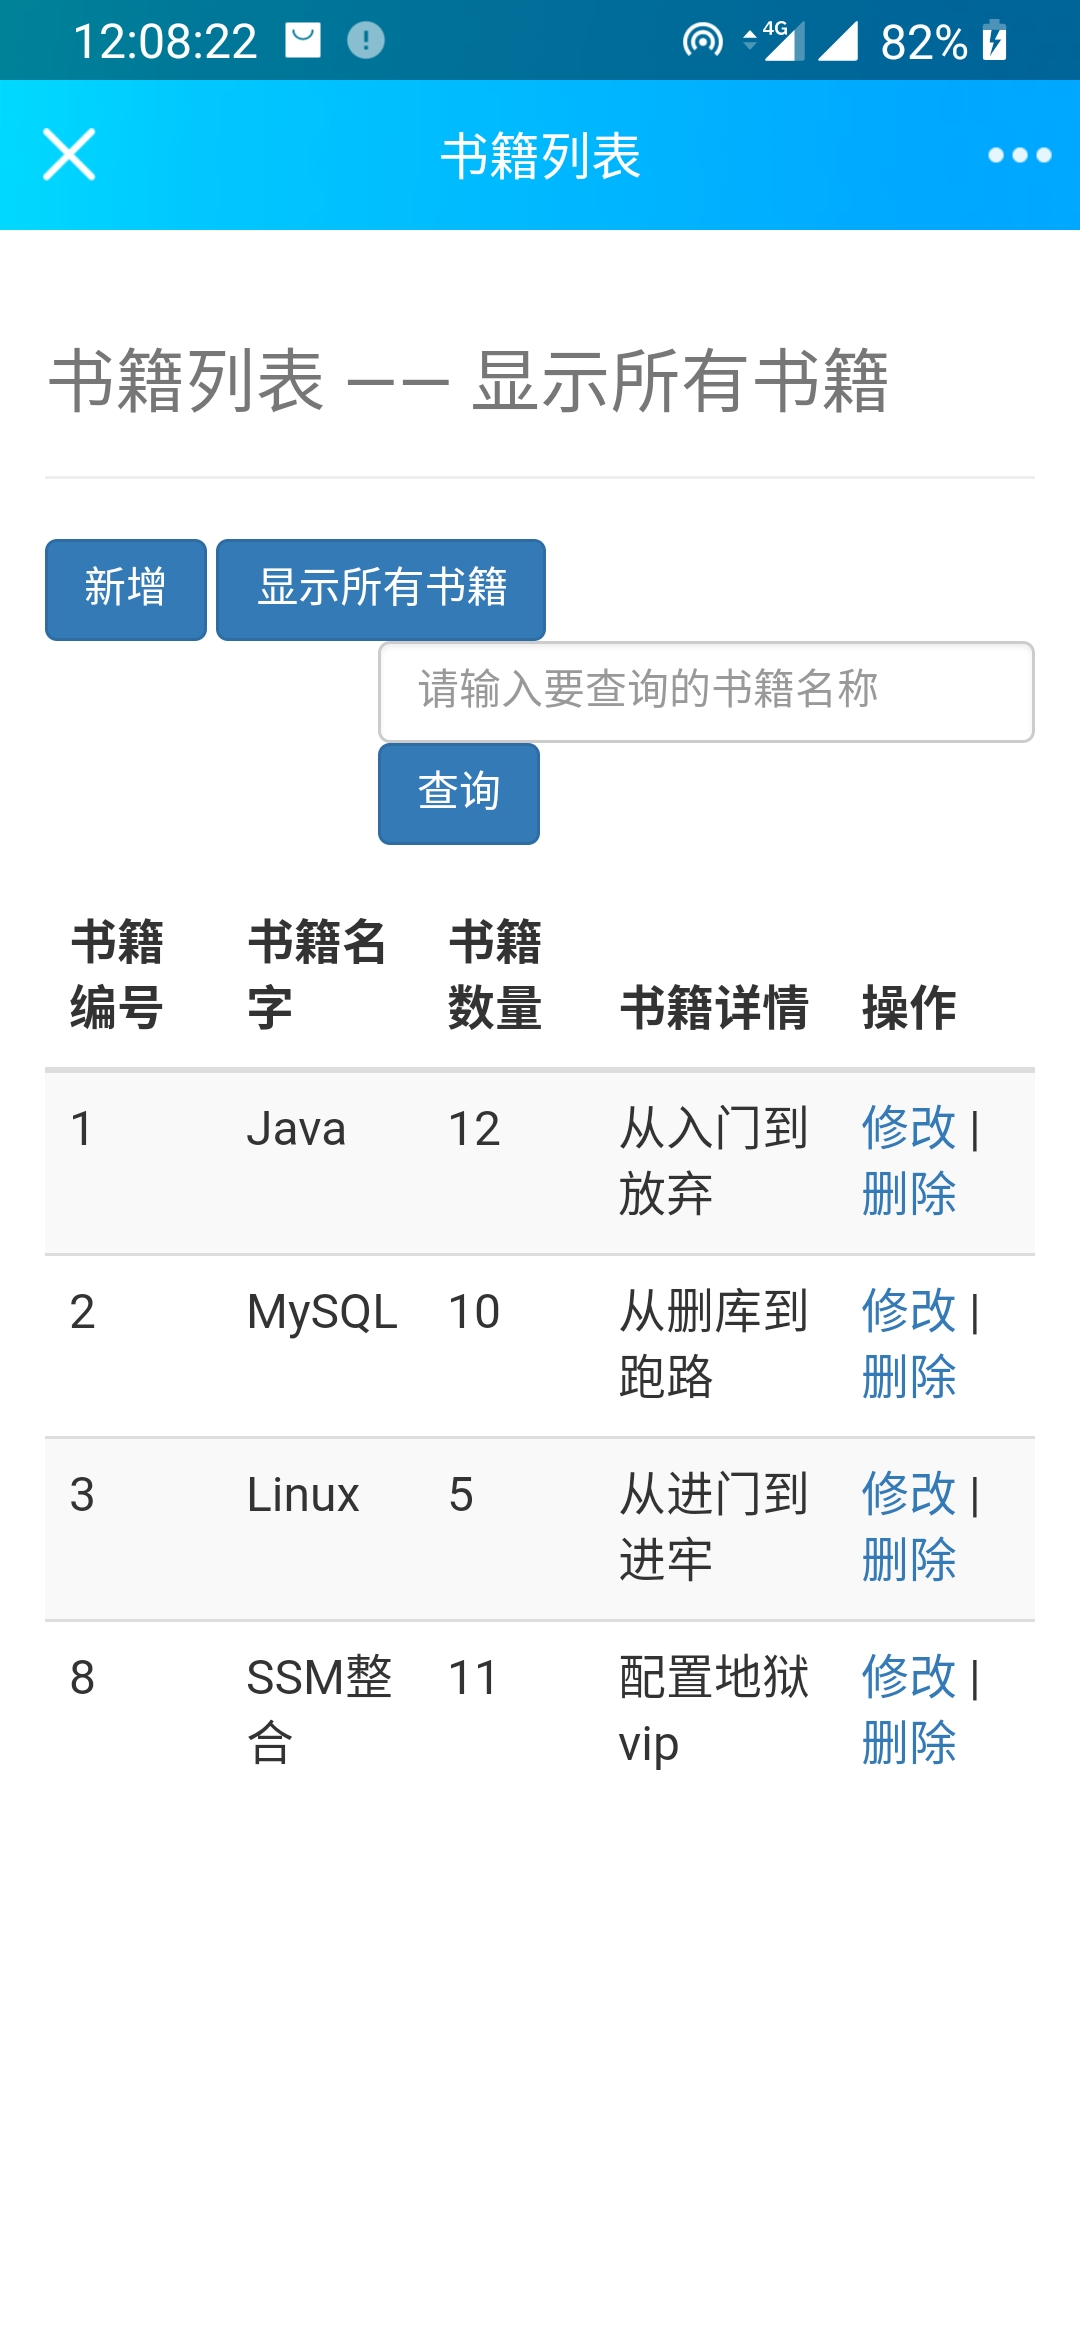 12:08:22 4G 82%
书籍列表
书籍列表 —— 显示所有书籍
新增 显示所有书籍
请输入要查询的书籍名称
查询
书籍编号 书籍名字 书籍数量 书籍详情 操作
1 Java 12 从入门到放弃 修改 | 删除
2 MySQL 10 从删库到跑路 修改 | 删除
3 Linux 5 从进门到进牢 修改 | 删除
8 SSM整合 11 配置地狱vip 修改 | 删除